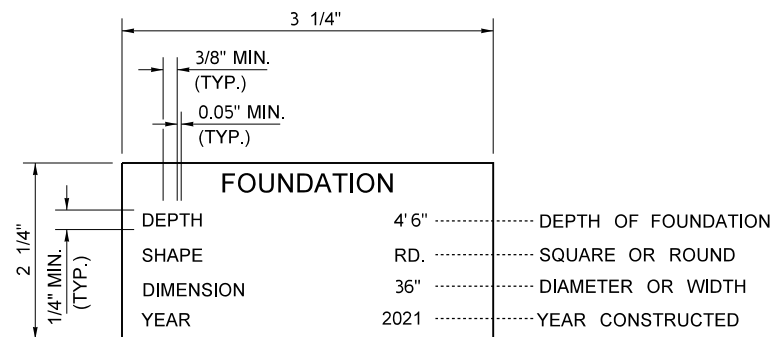 3 1/4"
3/8" MIN.
(TYP.)
0.05" MIN.
(TYP.)
FOUNDATION
DEPTH 4'6" DEPTH OF FOUNDATION
SHAPE RD. SQUARE OR ROUND
DIMENSION 36" DIAMETER OR WIDTH
YEAR 2021 YEAR CONSTRUCTED
2 1/4"
1/4" MIN.
(TYP.)